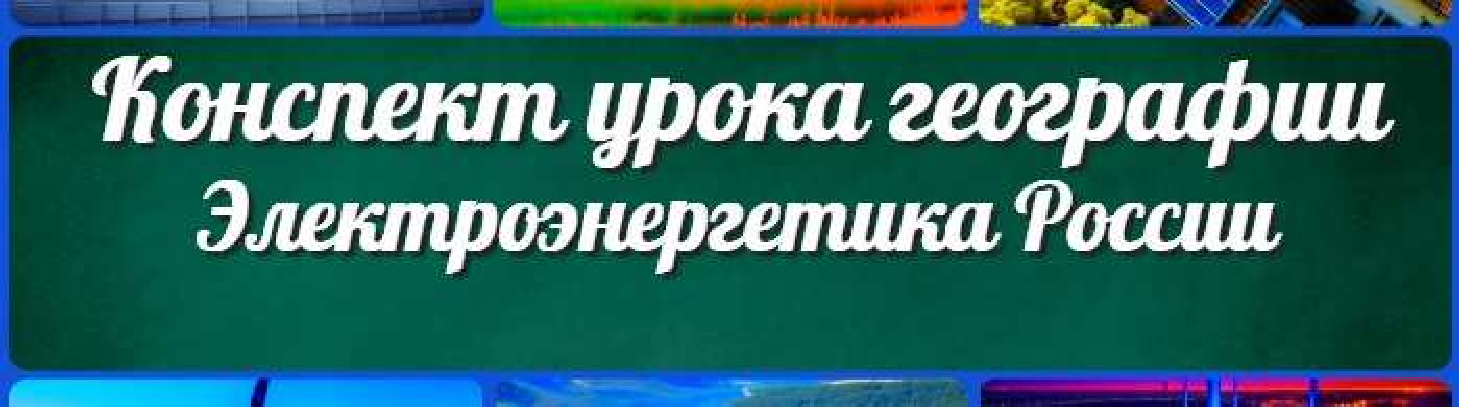 Конспект урока географии
Электроэнергетика России